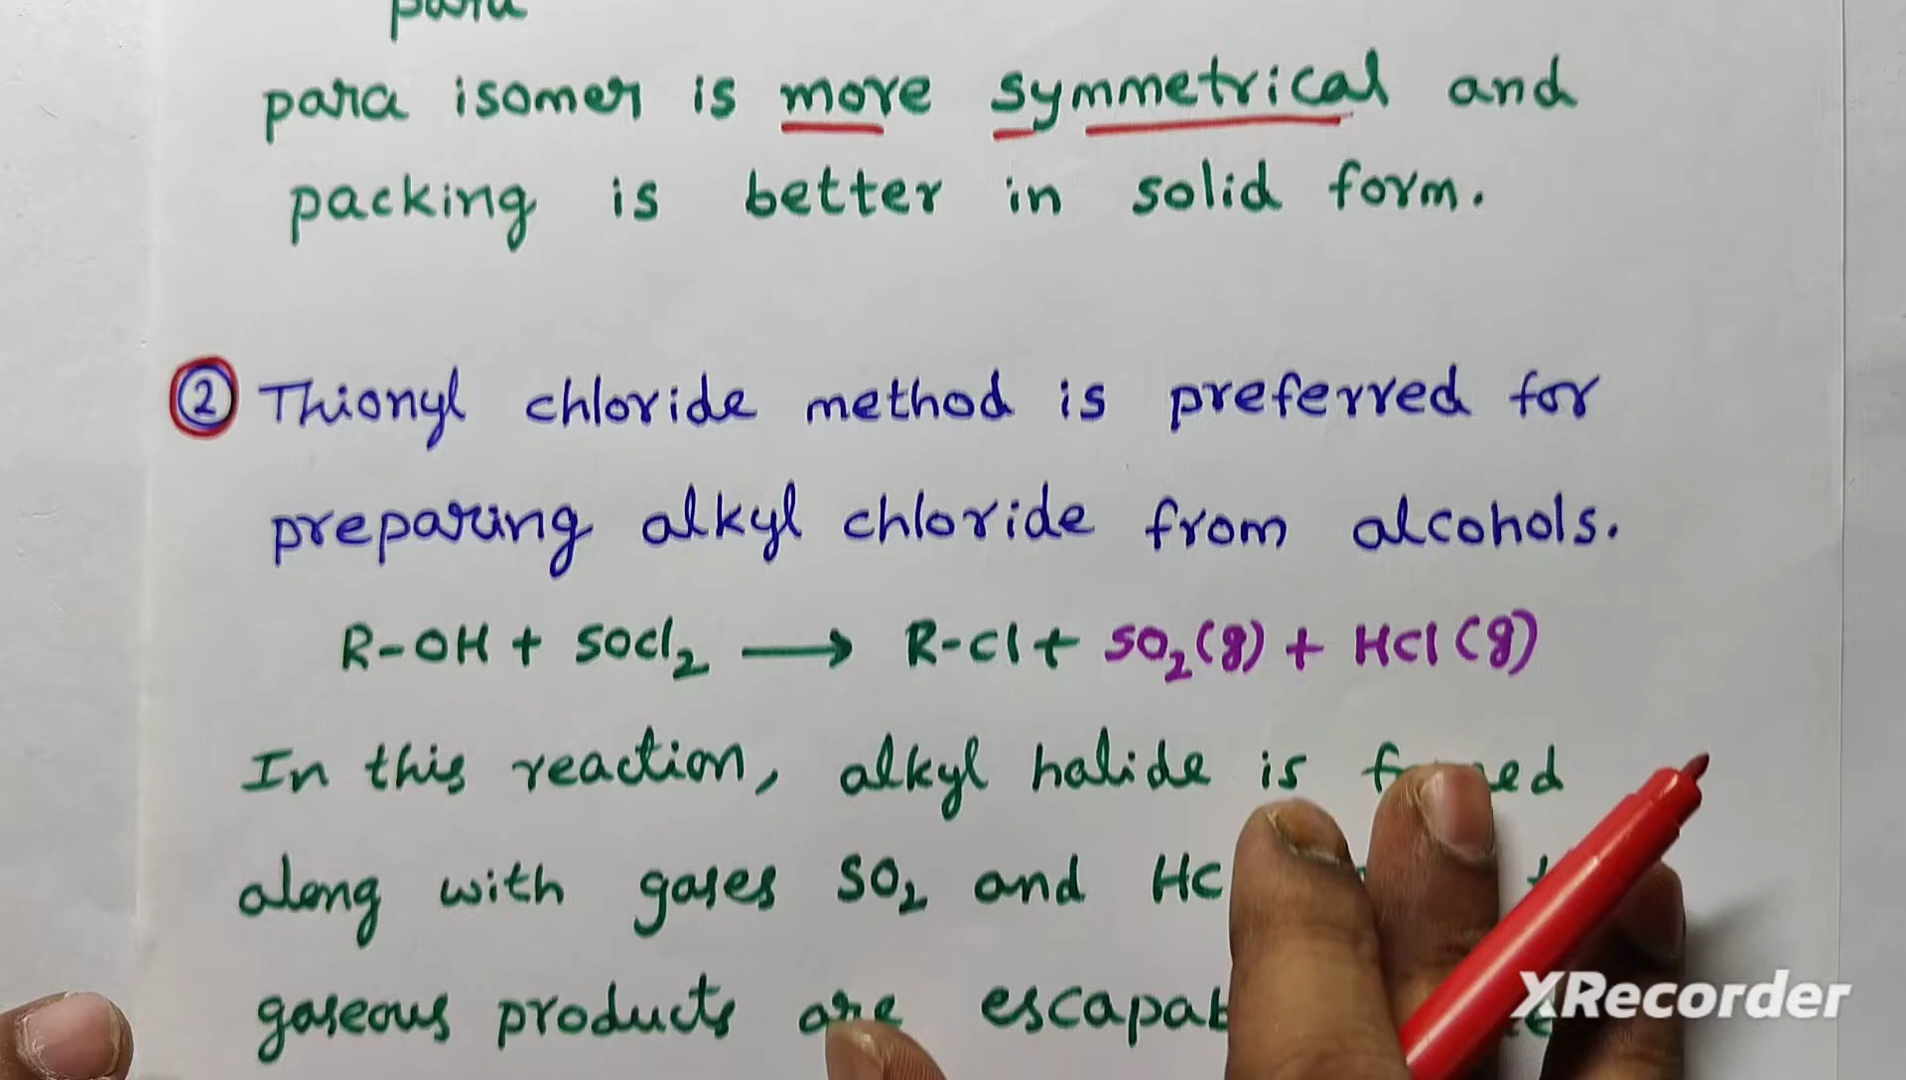 para
para isomer is more symmetrical and
packing is better in solid form.
② Thionyl chloride method is preferred for
preparing alkyl chloride from alcohols.
R-OH + SOCl₂ ⟶ R-Cl + SO₂(g) + HCl(g)
In this reaction, alkyl halide is
along with gases SO₂ and
gaseous products are
XRecorder